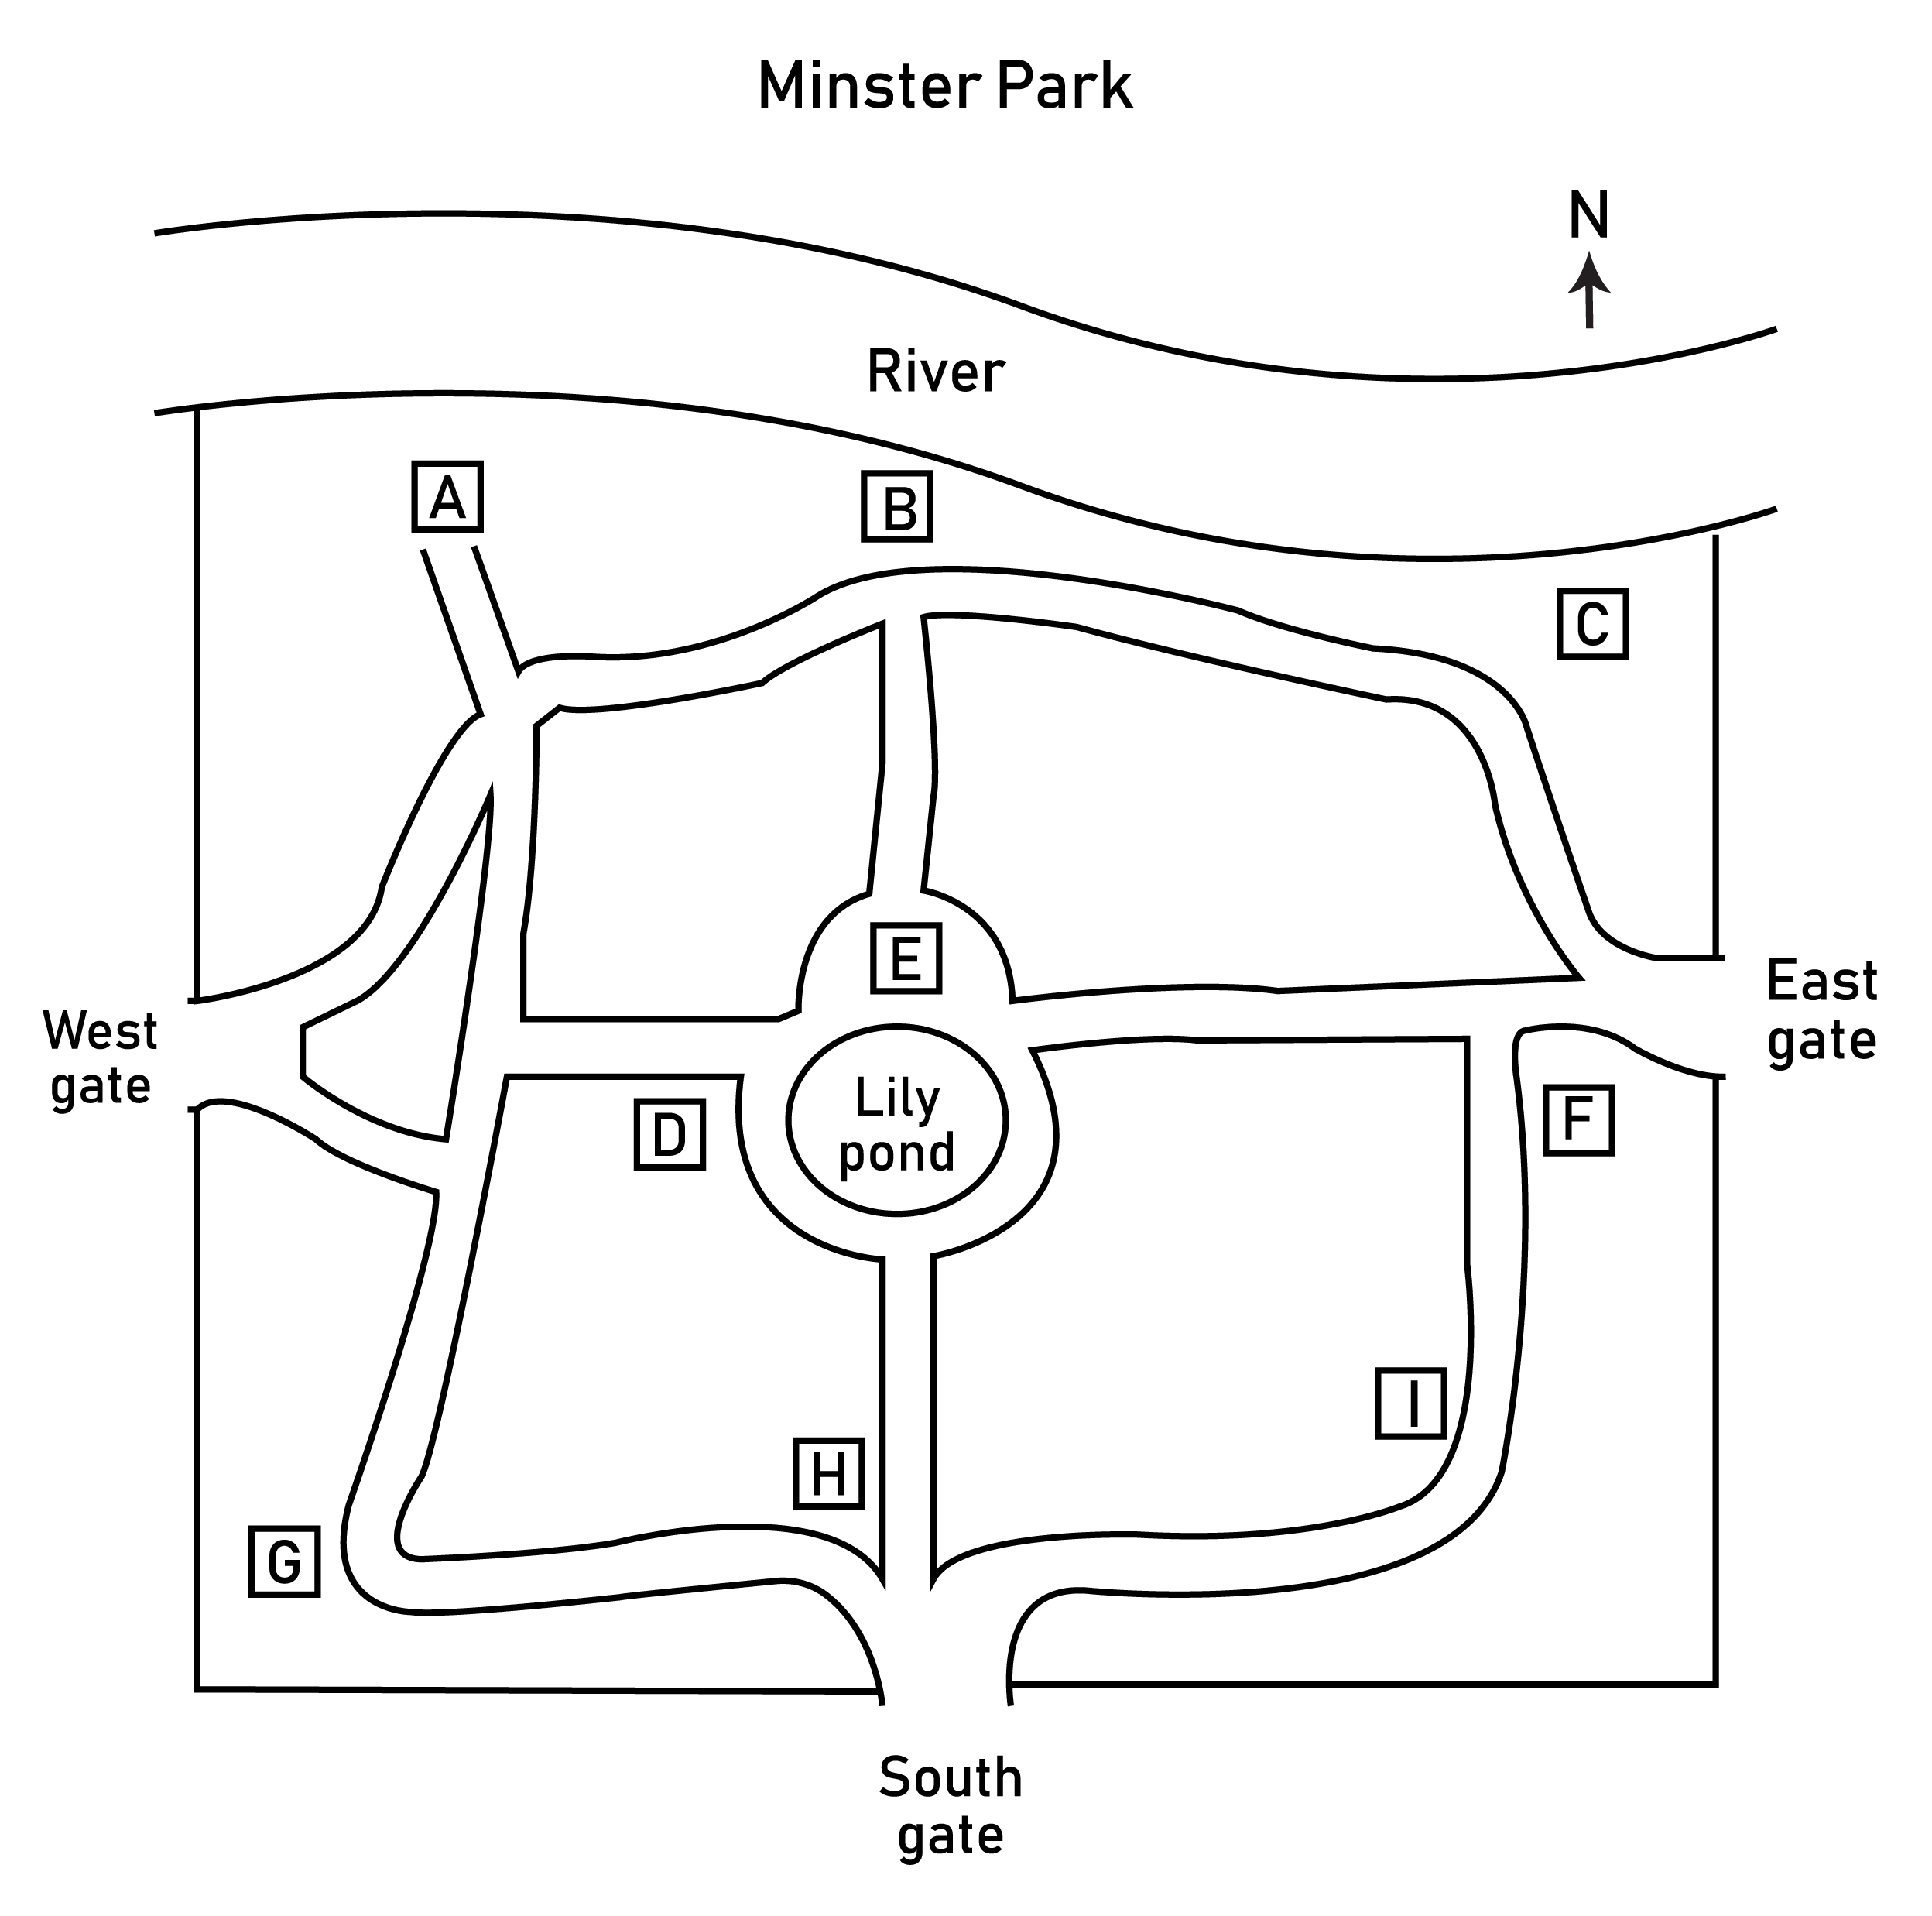 Minster Park
N
River
A
B
C
E
East
gate
West
gate
Lily
pond
D
F
I
H
G
South
gate